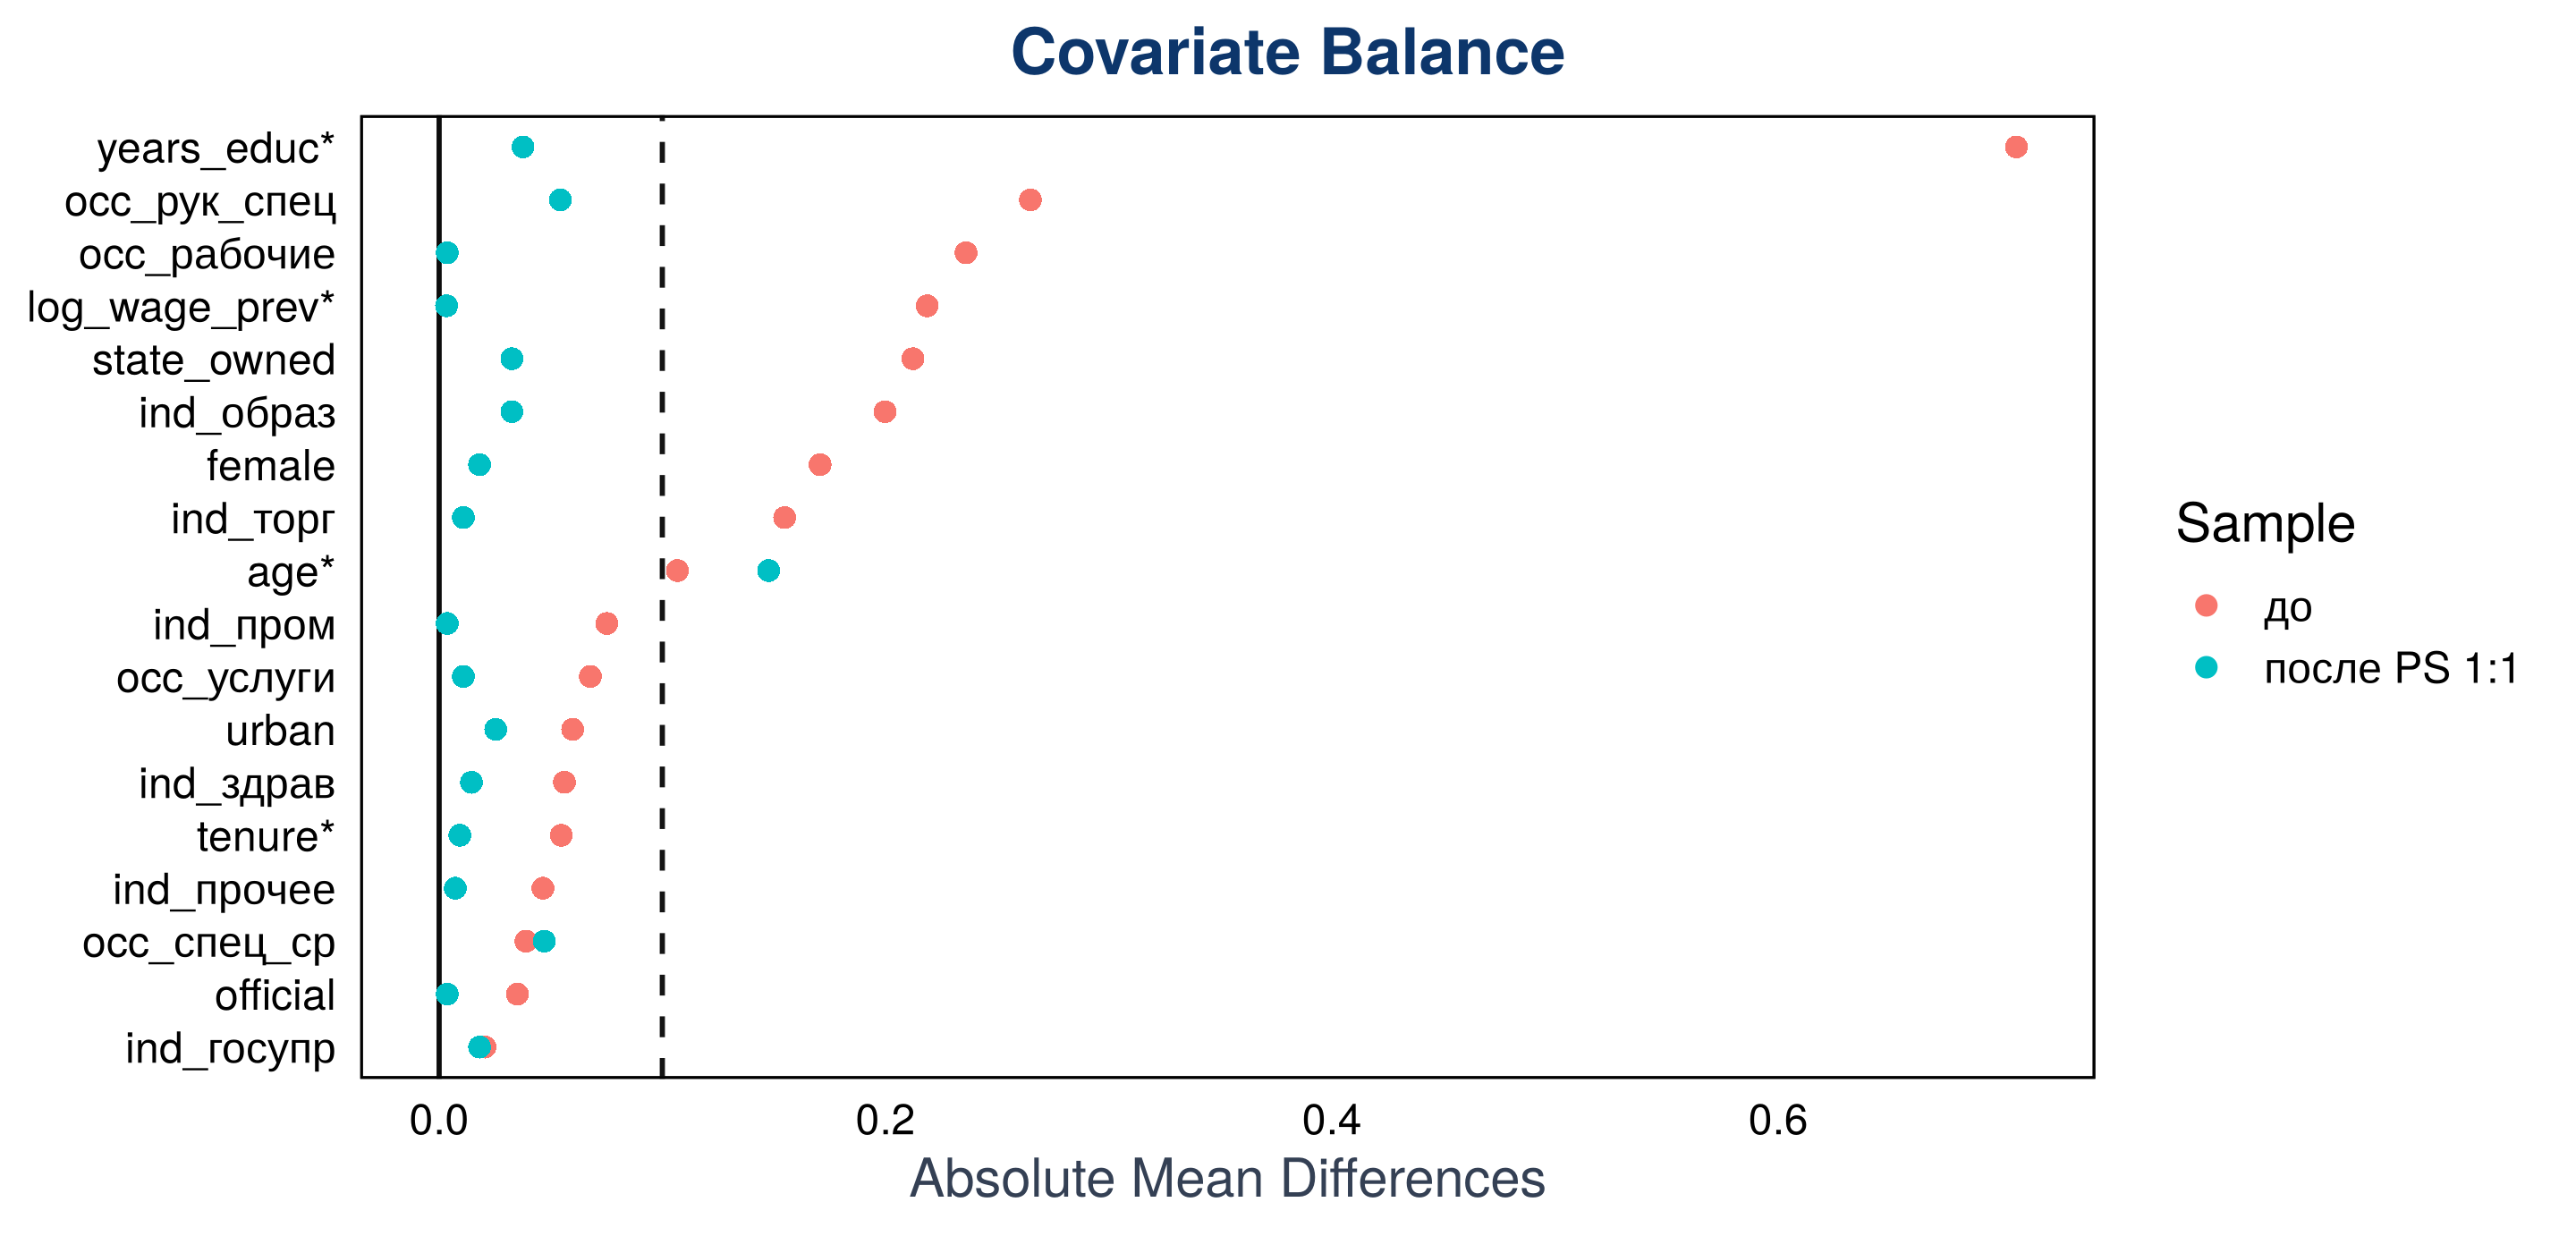 Covariate Balance
years_educ*
occ_рук_спец
occ_рабочие
log_wage_prev*
state_owned
ind_образ
female
ind_торг
age*
ind_пром
occ_услуги
urban
ind_здрав
tenure*
ind_прочее
occ_спец_ср
official
ind_госупр
0.0 0.2 0.4 0.6
Absolute Mean Differences
Sample
до
после PS 1:1